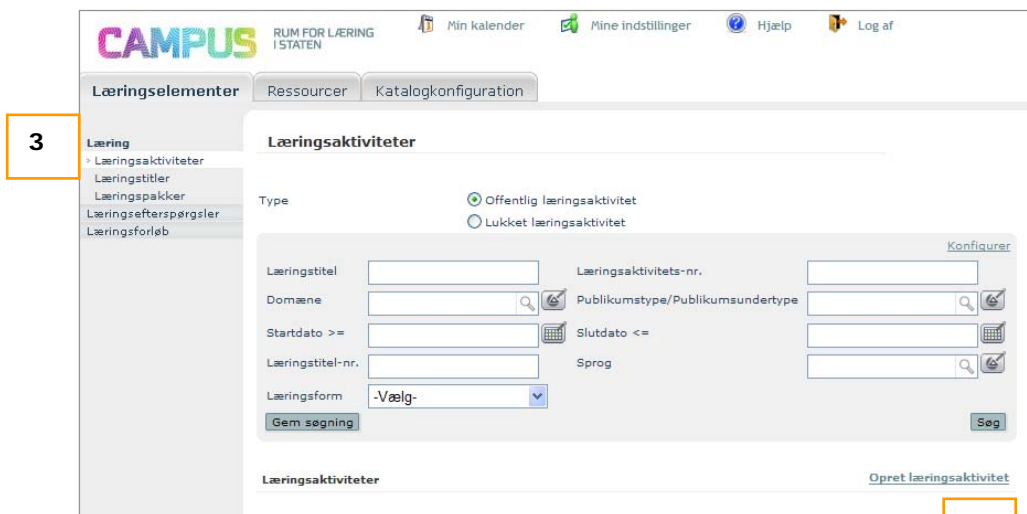 CAMPUS RUM FOR LÆRING
I STATEN
Min kalender Mine indstillinger Hjælp Log af
Læringselementer Ressourcer Katalogkonfiguration
3
Læring
Læringsaktiviteter
Læringstitler
Læringspakker
Læringsefterspørgsler
Læringsforløb
Læringsaktiviteter
Type Offentlig læringsaktivitet
Lukket læringsaktivitet
Konfigurer
Læringstitel Læringsaktivitets-nr.
Domæne Publikumstype/Publikumsundertype
Startdato >= Slutdato <=
Læringstitel-nr. Sprog
Læringsform -Vælg-
Gem søgning Søg
Læringsaktiviteter Opret læringsaktivitet